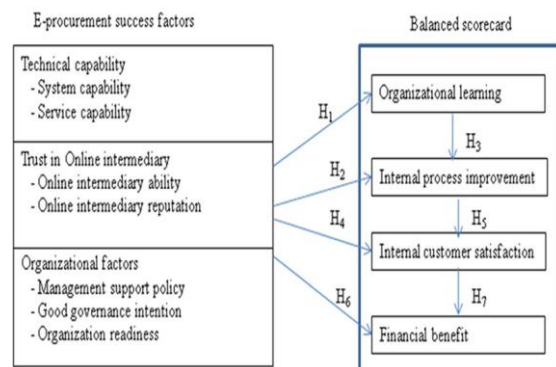 E-procurement success factors
Balanced scorecard
Technical capability
- System capability
- Service capability
Trust in Online intermediary
- Online intermediary ability
- Online intermediary reputation
Organizational factors
- Management support policy
- Good governance intention
- Organization readiness
H1
H2
H4
H6
Organizational learning
H3
Internal process improvement
H5
Internal customer satisfaction
H7
Financial benefit